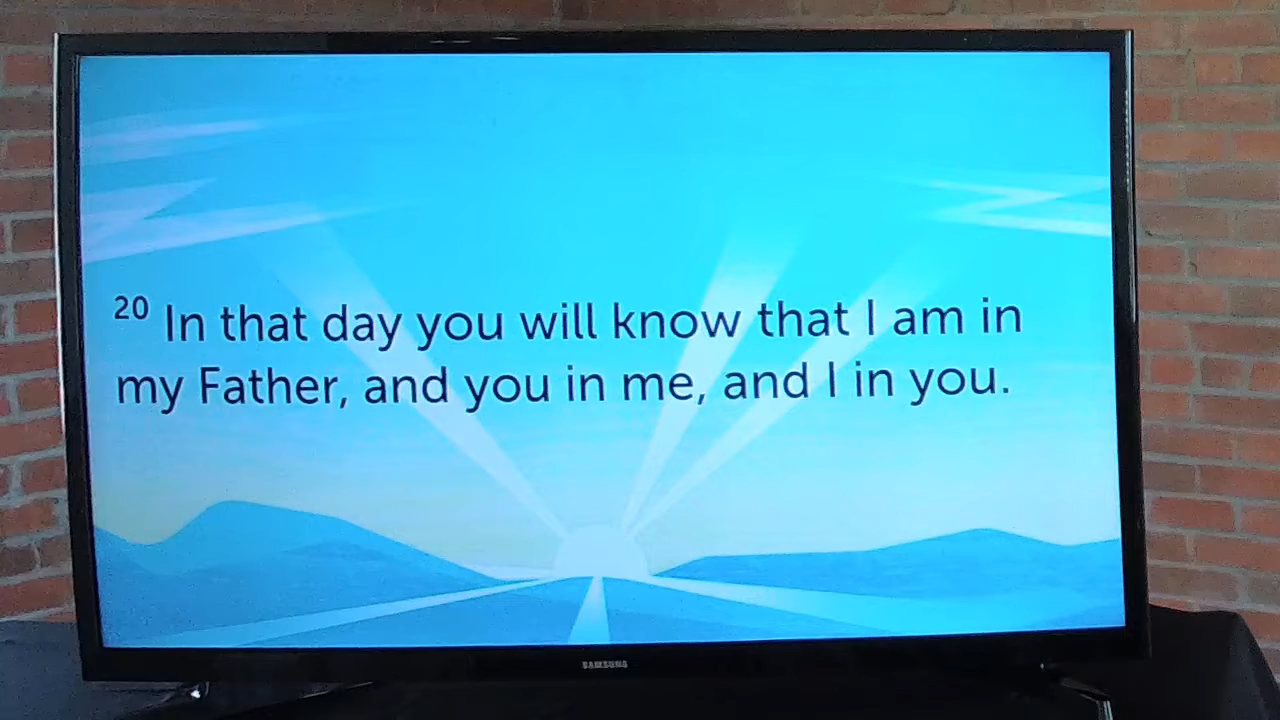 20 In that day you will know that I am in
my Father, and you in me, and I in you.
SAMSUNG